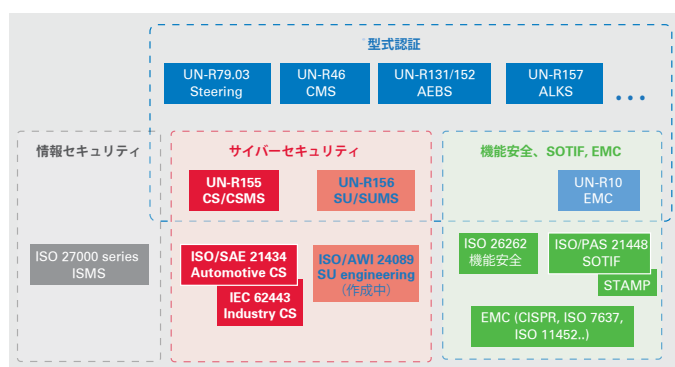 型式認証
UN-R79.03
Steering
UN-R46
CMS
UN-R131/152
AEBS
UN-R157
ALKS
...
情報セキュリティ
サイバーセキュリティ
機能安全、SOTIF, EMC
UN-R155
CS/CSMS
UN-R156
SU/SUMS
UN-R10
EMC
ISO 27000 series
ISMS
ISO/SAE 21434
Automotive CS
IEC 62443
Industry CS
ISO/AWI 24089
SU engineering
（作成中）
ISO 26262
機能安全
ISO/PAS 21448
SOTIF
STAMP
EMC (CISPR, ISO 7637,
ISO 11452..)